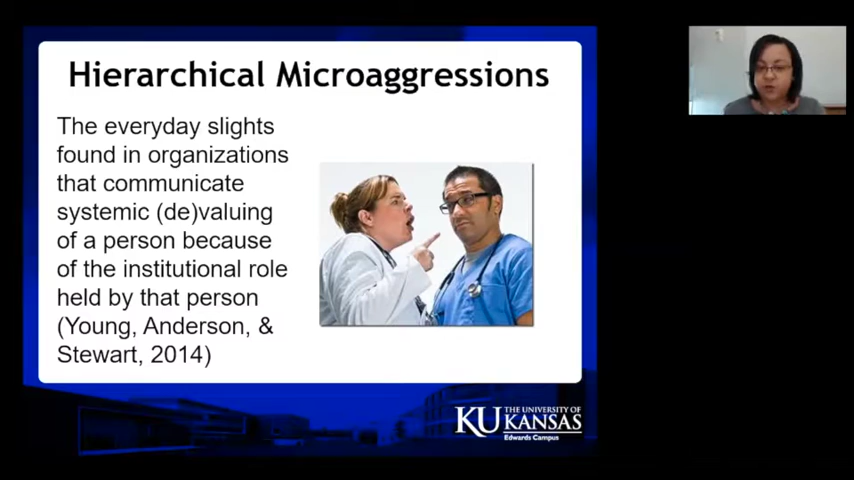 Hierarchical Microaggressions
The everyday slights
found in organizations
that communicate
systemic (de)valuing
of a person because
of the institutional role
held by that person
(Young, Anderson, &
Stewart, 2014)
KU THE UNIVERSITY OF
KANSAS
Edwards Campus